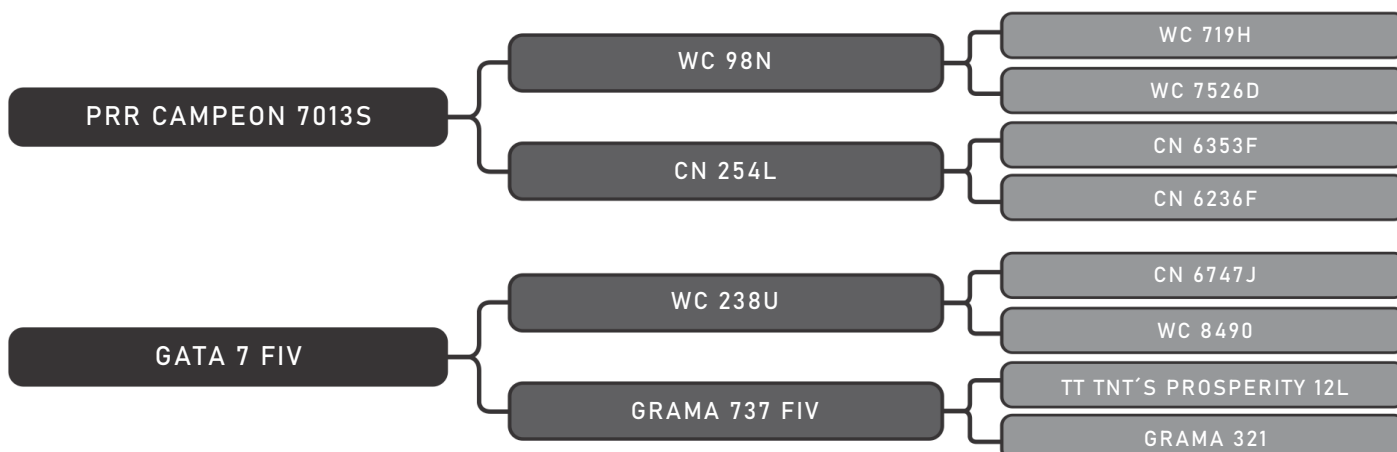 PRR CAMPEON 7013S
WC 98N
WC 719H
WC 7526D
CN 254L
CN 6353F
CN 6236F
GATA 7 FIV
WC 238U
CN 6747J
WC 8490
GRAMA 737 FIV
TT TNT´S PROSPERITY 12L
GRAMA 321